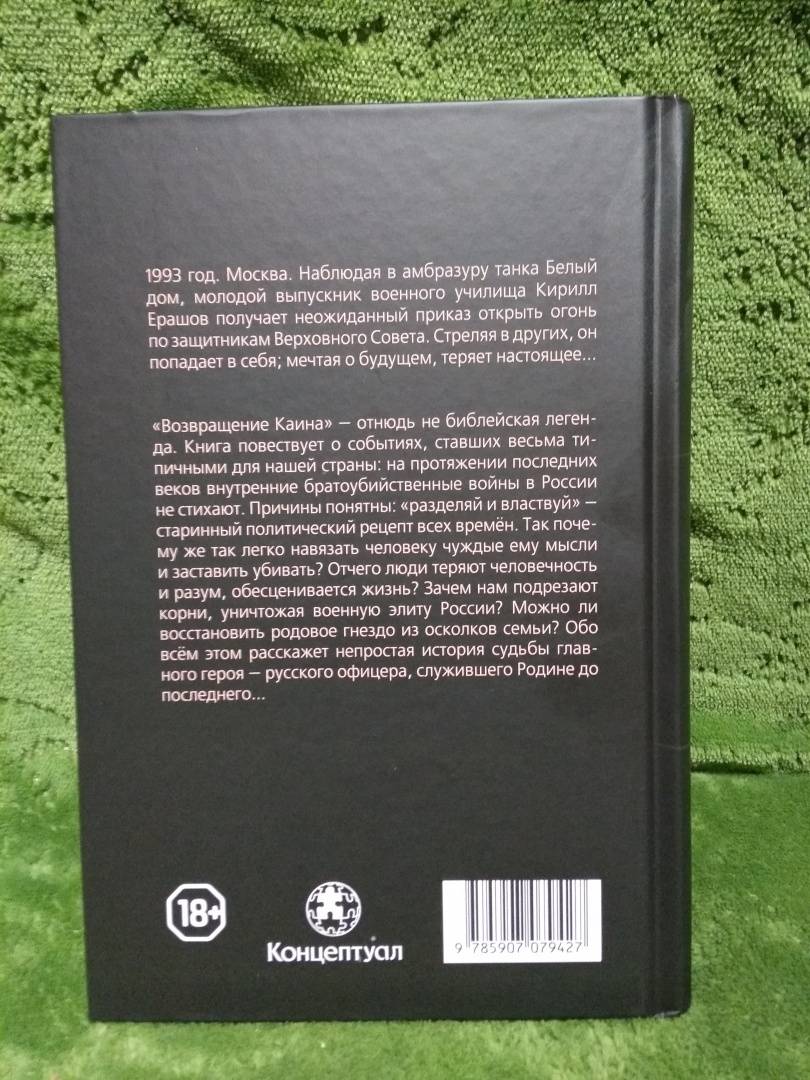 1993 год. Москва. Наблюдая в амбразуру танка Белый
дом, молодой выпускник военного училища Кирилл
Ерашов получает неожиданный приказ открыть огонь
по защитникам Верховного Совета. Стреляя в других, он
попадает в себя; мечтая о будущем, теряет настоящее...
«Возвращение Каина» – отнюдь не библейская леген-
да. Книга повествует о событиях, ставших весьма ти-
пичными для нашей страны: на протяжении последних
веков внутренние братоубийственные войны в России
не стихают. Причины понятны: «разделяй и властвуй» –
старинный политический рецепт всех времён. Так поче-
му же так легко навязать человеку чуждые ему мысли
и заставить убивать? Отчего люди теряют человечность
и разум, обесценивается жизнь? Зачем нам подрезают
корни, уничтожая военную элиту России? Можно ли
восстановить родовое гнездо из осколков семьи? Обо
всём этом расскажет непростая история судьбы глав-
ного героя – русского офицера, служившего Родине до
последнего...
18+
Концептуал
9 785907 079427